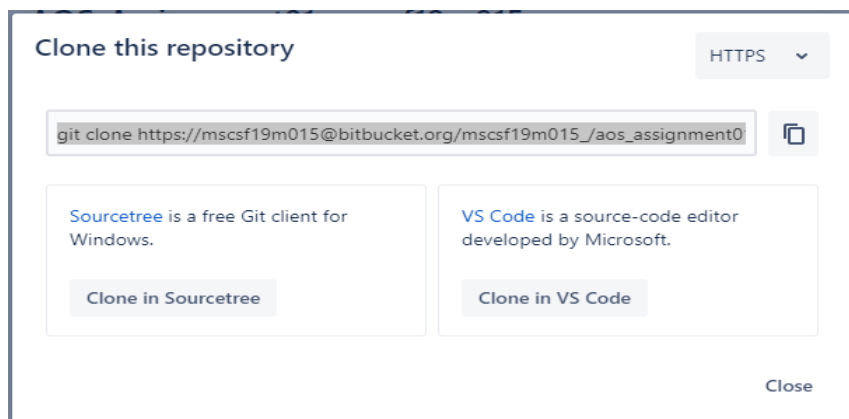 Clone this repository
HTTPS
git clone https://mscsf19m015@bitbucket.org/mscsf19m015_/aos_assignment0
Sourcetree is a free Git client for
Windows.
Clone in Sourcetree
VS Code is a source-code editor
developed by Microsoft.
Clone in VS Code
Close